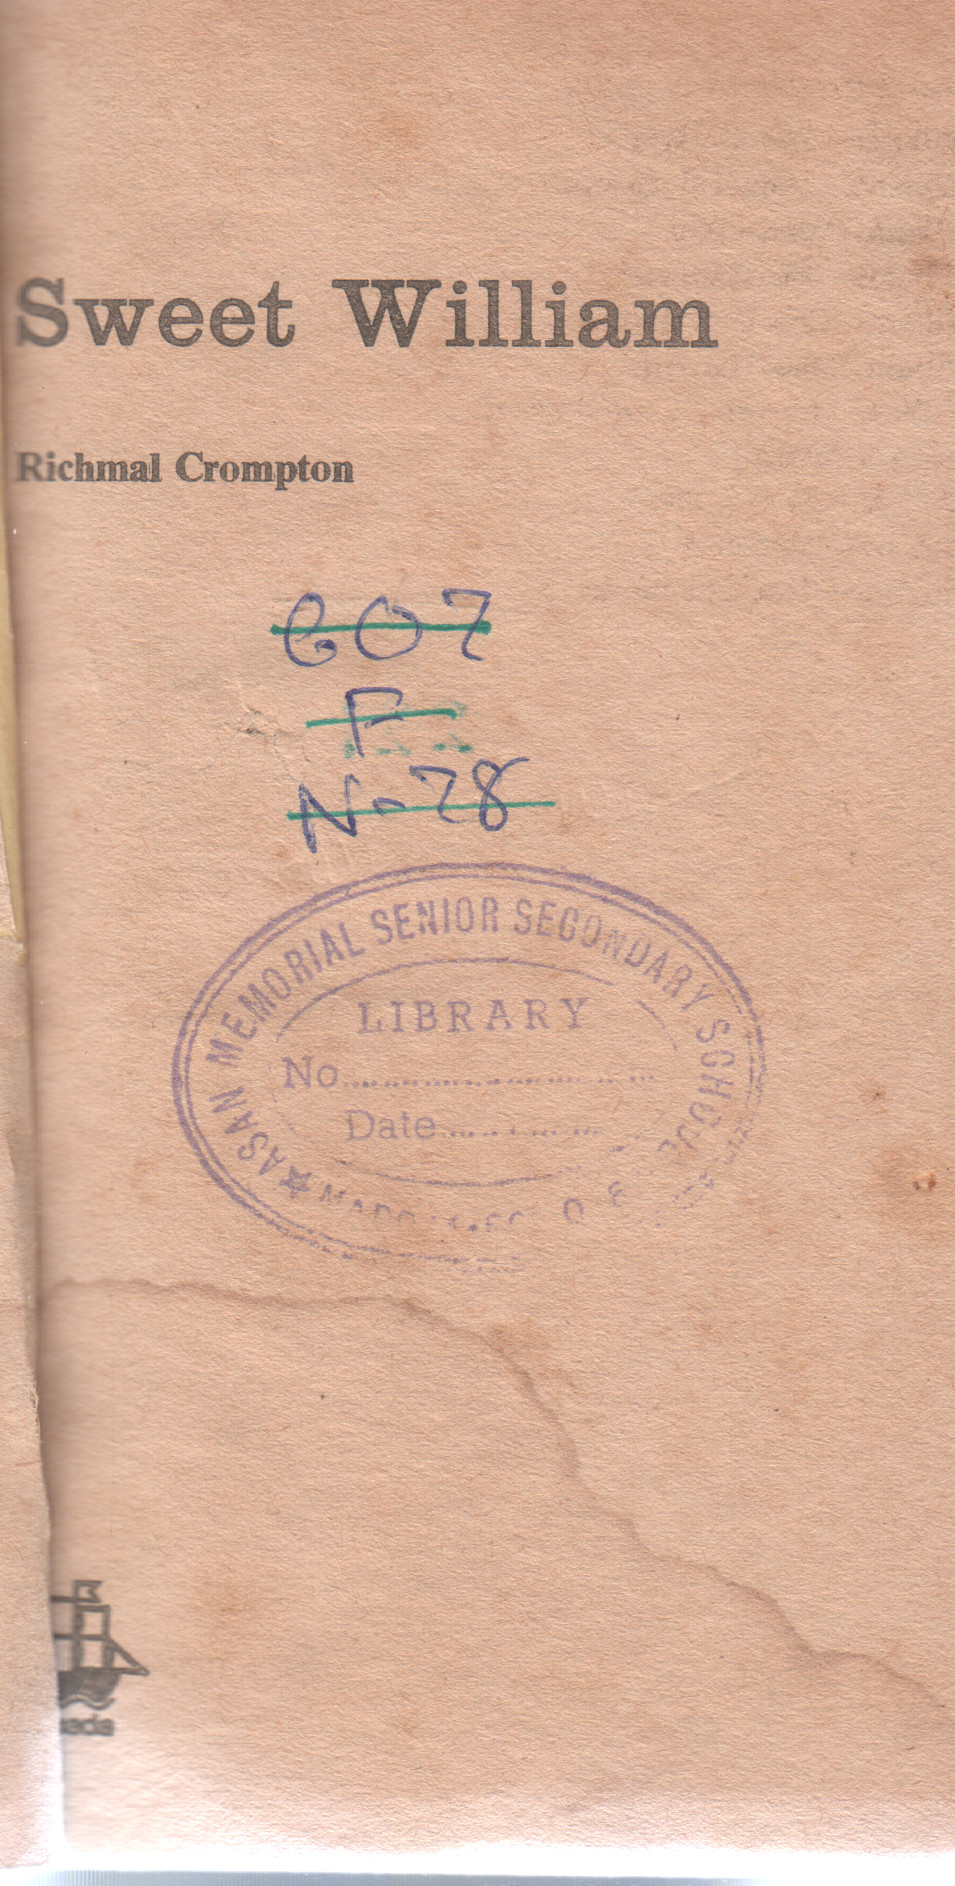 Sweet William
Richmal Crompton
607
F
N-28
ASAN MEMORIAL SENIOR SECONDARY SCHOOL
LIBRARY
No....................
Date............